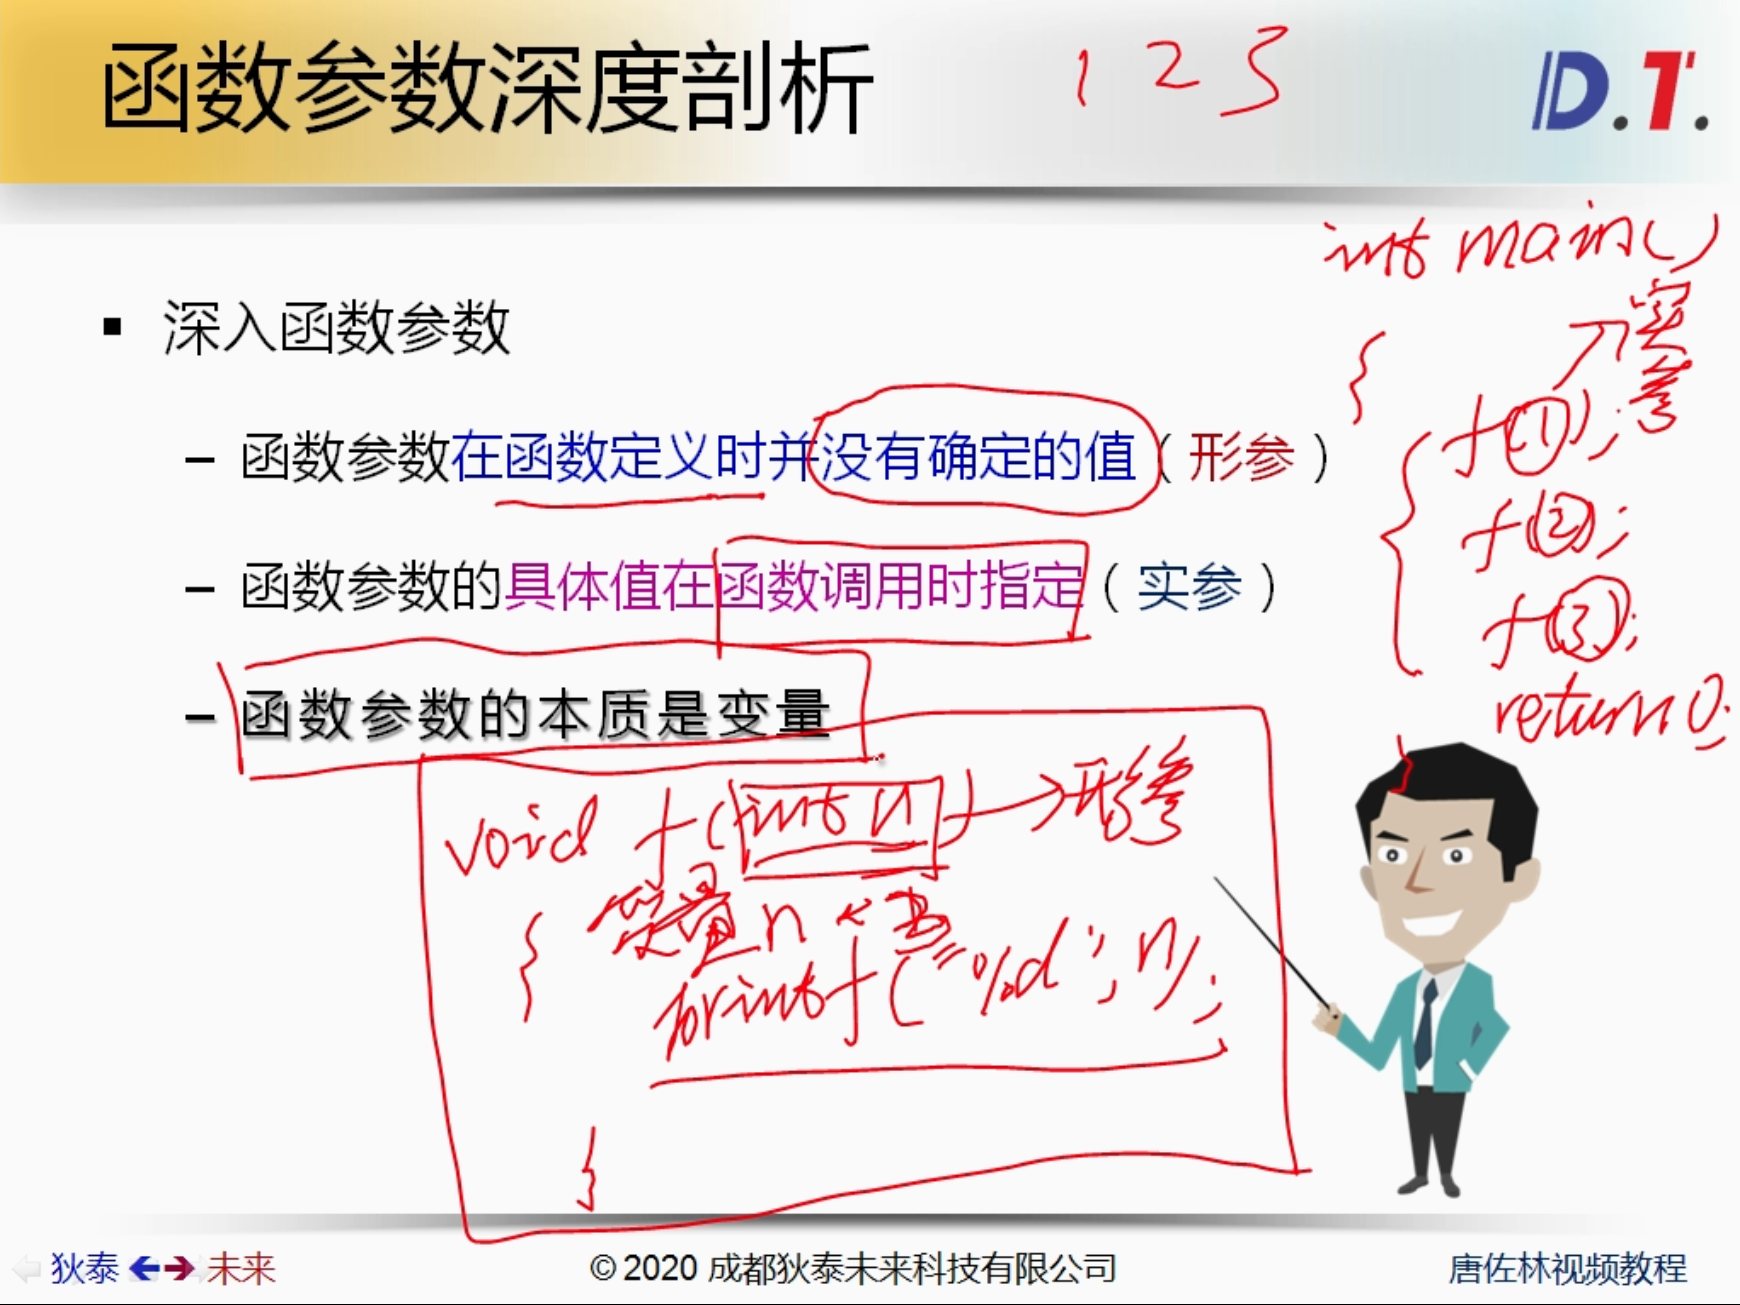 函数参数深度剖析
1 2 3
D.T.
int main()
▪ 深入函数参数
实参
{
– 函数参数在函数定义时并没有确定的值（形参）
f(1);
f(2);
– 函数参数的具体值在函数调用时指定（实参）
f(3);
return 0;
– 函数参数的本质是变量
}
void f(int n) → 形参
变量 n ←
{
printf("%d", n);
}
狄泰 未来
© 2020 成都狄泰未来科技有限公司
唐佐林视频教程